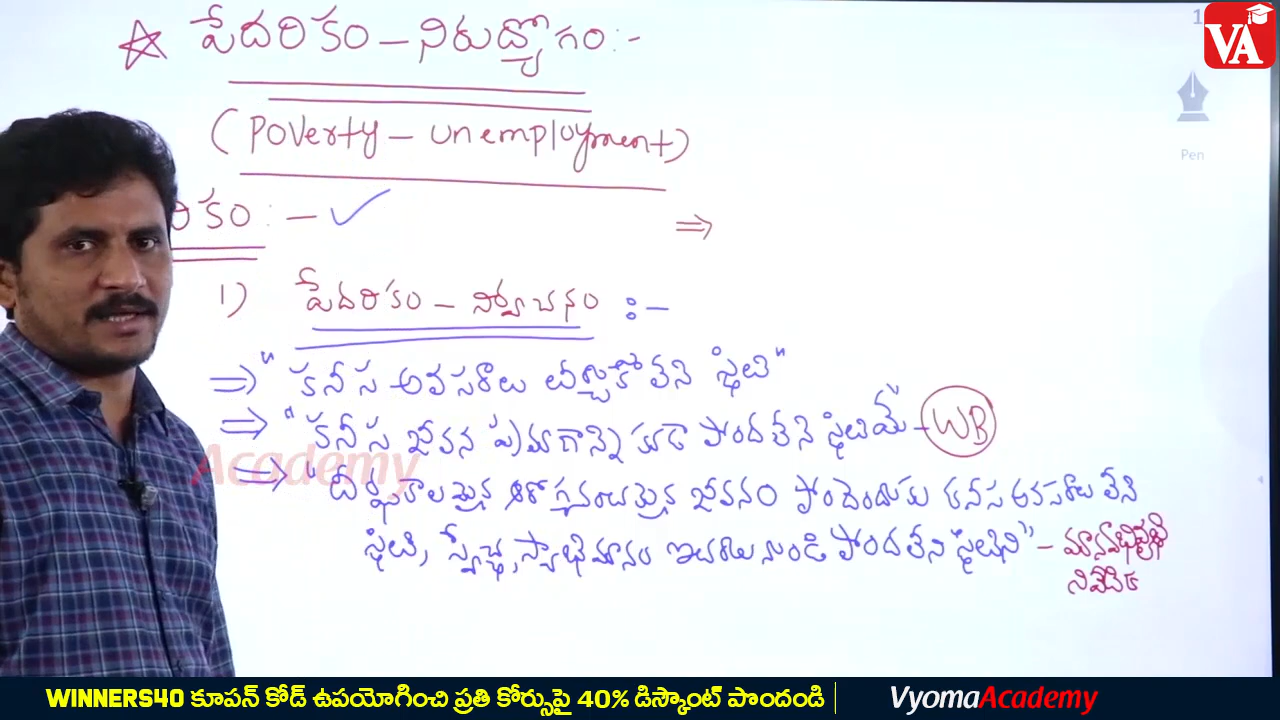 పేదరికం – నిరుద్యోగం :-
VA
(Poverty – unemployment)
Pen
రికం : –
⇒
1) పేదరికం – నిర్వచనం :–
⇒ "కనీస అవసరాలు తీర్చుకోలేని స్థితి"
⇒ "కనీస జీవన ప్రమాణాన్ని కూడా పొందలేని స్థితియే" – WB
Academy
⇒ "దీర్ఘకాలమైన ఆరోగ్యవంతమైన జీవనం పొందేందుకు కనీస అవసరాలు లేని
స్థితి, స్వేచ్ఛ, స్వాభిమానం ఇతరులు నుండి పొందలేని స్థితిని" – మానవాభివృద్ధి
నివేదిక
WINNERS40 కూపన్ కోడ్ ఉపయోగించి ప్రతి కోర్సుపై 40% డిస్కౌంట్ పొందండి | VyomaAcademy